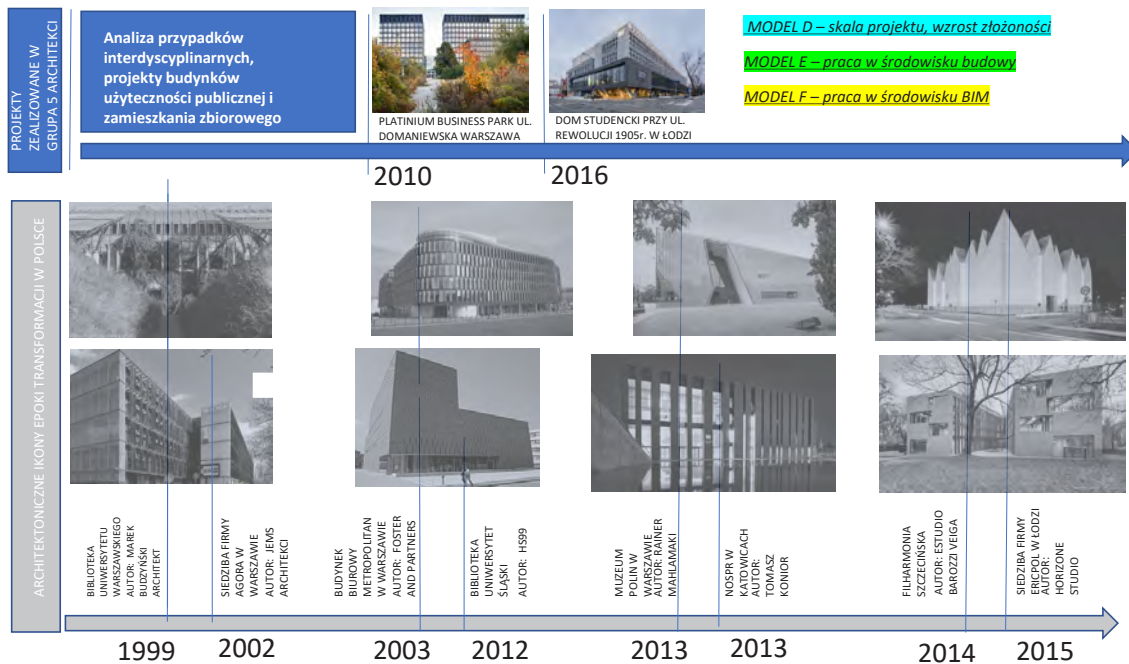 PROJEKTY
ZEALIZOWANE W
GRUPA 5 ARCHITEKCI
Analiza przypadków
interdyscyplinarnych,
projekty budynków
użyteczności publicznej i
zamieszkania zbiorowego
PLATINIUM BUSINESS PARK UL.
DOMANIEWSKA WARSZAWA
DOM STUDENCKI PRZY UL.
REWOLUCJI 1905r. W ŁODZI
MODEL D – skala projektu, wzrost złożoności
MODEL E – praca w środowisku budowy
MODEL F – praca w środowisku BIM
2010
2016
ARCHITEKTONICZNE IKONY EPOKI TRANSFORMACJI W POLSCE
BIBLIOTEKA
UNIWERSYTETU
WARSZAWSKIEGO
AUTOR: MAREK
BUDZYŃSKI
ARCHITEKT
SIEDZIBA FIRMY
AGORA W
WARSZAWIE
AUTOR: JEMS
ARCHITEKCI
BUDYNEK
BIUROWY
METROPOLITAN
W WARSZAWIE
AUTOR: FOSTER
AND PARTNERS
BIBLIOTEKA
UNIWERSYTET
ŚLĄSKI
AUTOR: HS99
MUZEUM
POLIN W
WARSZAWIE
AUTOR: RAINER
MAHLAMAKI
NOSPR W
KATOWICACH
AUTOR:
TOMASZ
KONIOR
FILHARMONIA
SZCZECIŃSKA
AUTOR: ESTUDIO
BAROZZI VEIGA
SIEDZIBA FIRMY
ERICPOL W ŁODZI
AUTOR:
HORIZONE
STUDIO
1999
2002
2003
2012
2013
2013
2014
2015